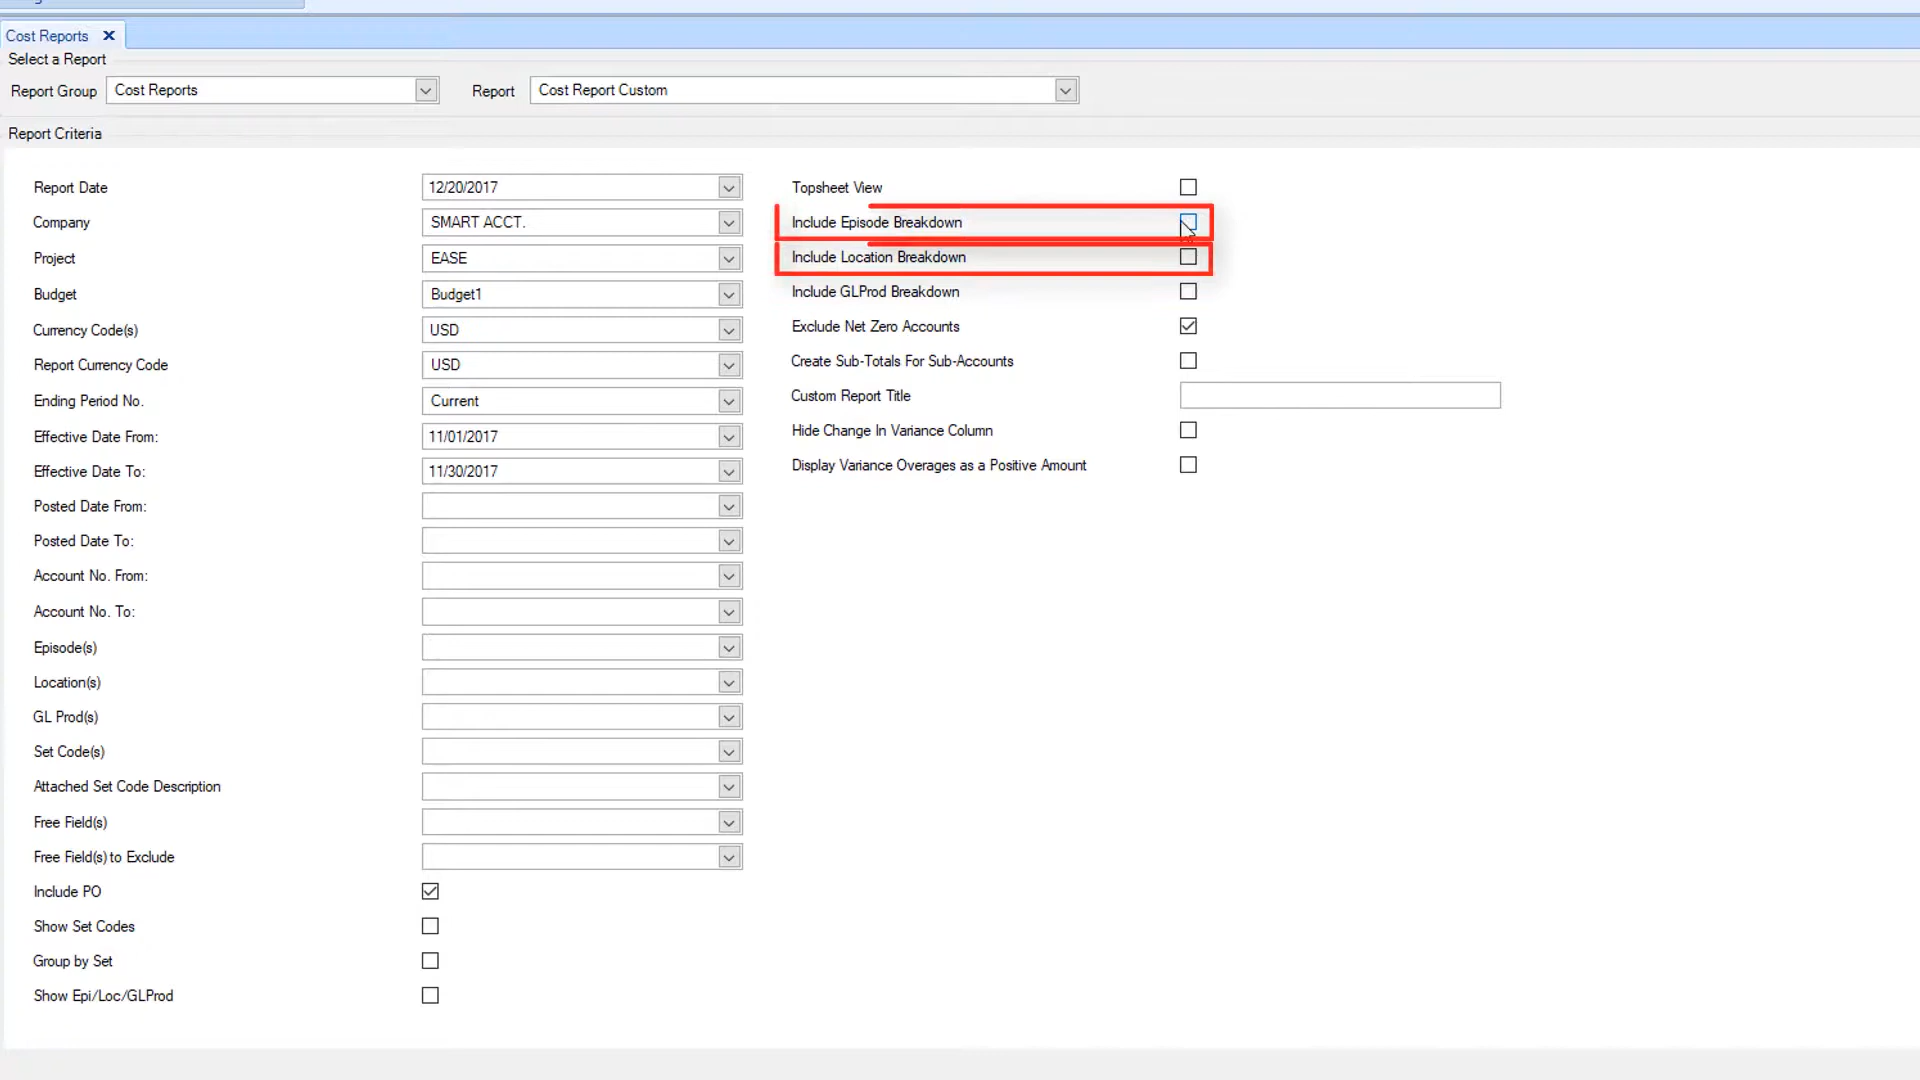 Cost Reports
Select a Report
Report Group Cost Reports Report Cost Report Custom
Report Criteria
Report Date 12/20/2017
Company SMART ACCT.
Project EASE
Budget Budget1
Currency Code(s) USD
Report Currency Code USD
Ending Period No. Current
Effective Date From: 11/01/2017
Effective Date To: 11/30/2017
Posted Date From:
Posted Date To:
Account No. From:
Account No. To:
Episode(s)
Location(s)
GL Prod(s)
Set Code(s)
Attached Set Code Description
Free Field(s)
Free Field(s) to Exclude
Include PO
Show Set Codes
Group by Set
Show Epi/Loc/GLProd
Topsheet View
Include Episode Breakdown
Include Location Breakdown
Include GLProd Breakdown
Exclude Net Zero Accounts
Create Sub-Totals For Sub-Accounts
Custom Report Title
Hide Change In Variance Column
Display Variance Overages as a Positive Amount